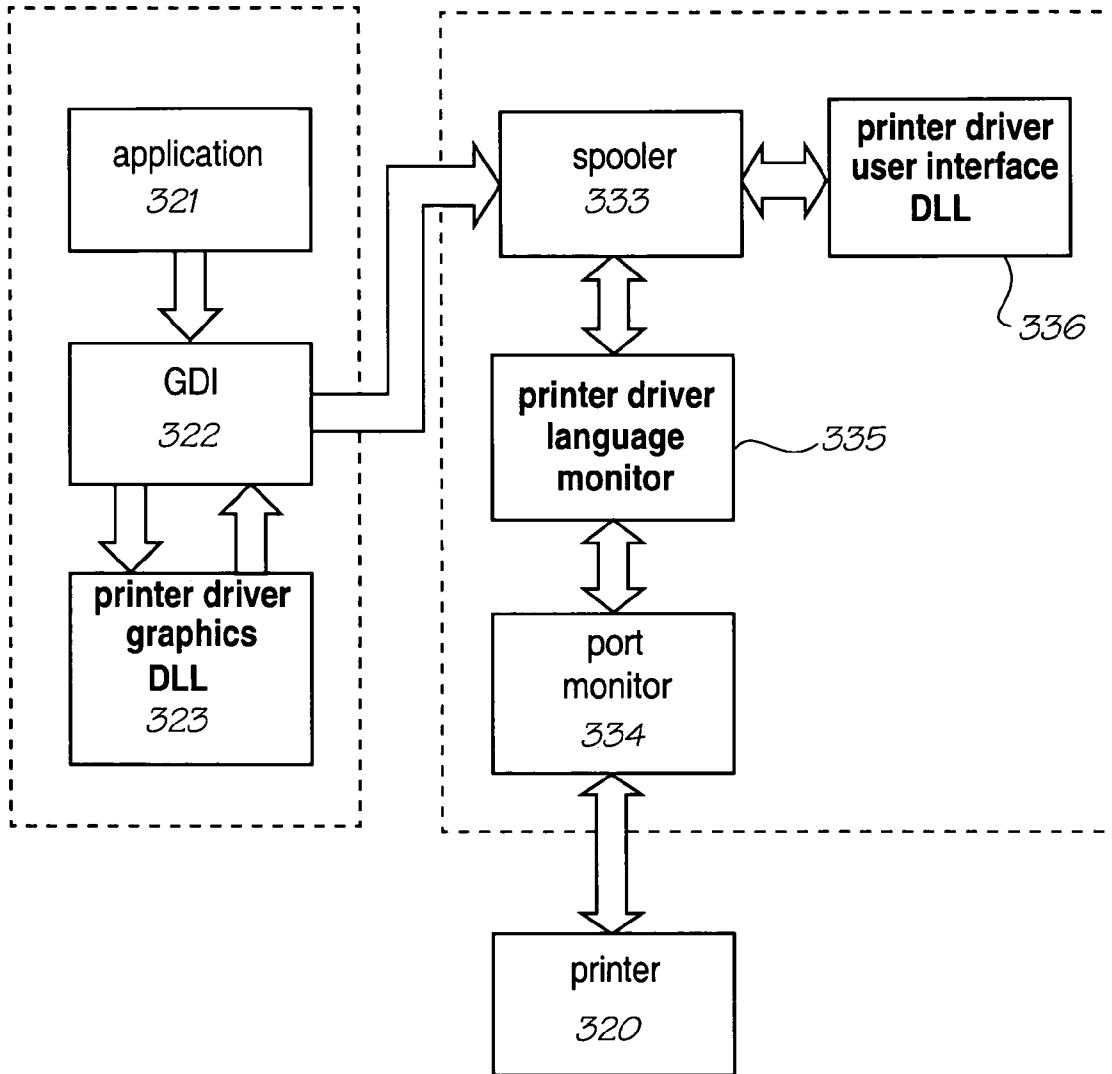 application
321
GDI
322
printer driver
graphics
DLL
323
spooler
333
printer driver
user interface
DLL
336
printer driver
language
monitor
335
port
monitor
334
printer
320